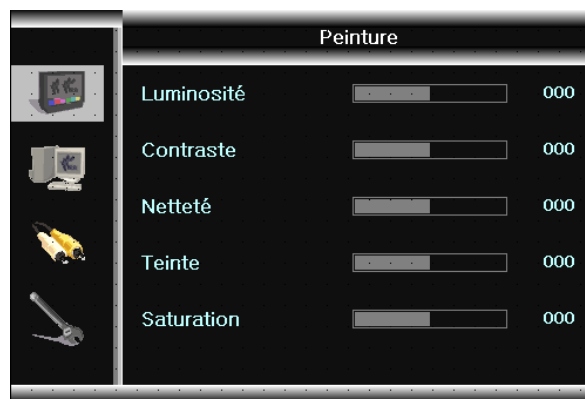 Peinture
Luminosité 000
Contraste 000
Netteté 000
Teinte 000
Saturation 000